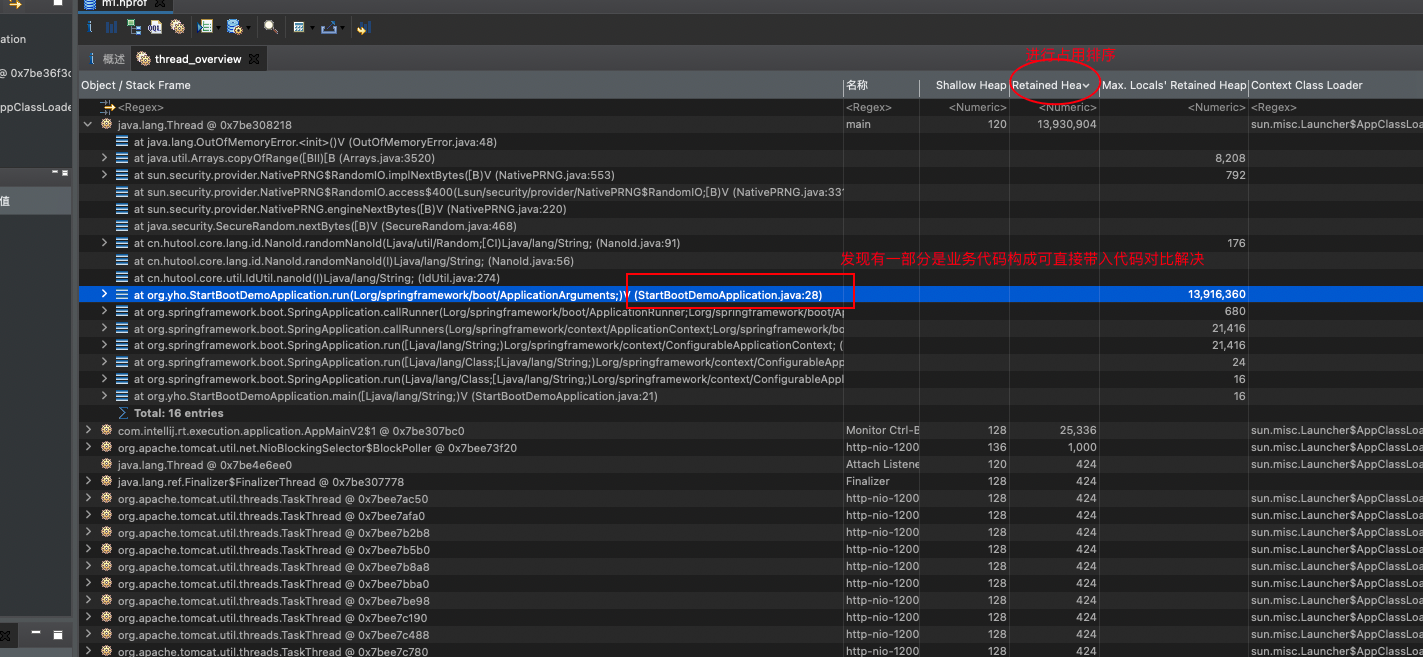 m1.hprof
ation
@ 0x7be36f3c
ppClassLoade
值
概述 thread_overview
Object / Stack Frame 名称 Shallow Heap Retained Hea Max. Locals' Retained Heap Context Class Loader
<Regex> <Regex> <Numeric> <Numeric> <Numeric> <Regex>
java.lang.Thread @ 0x7be308218 main 120 13,930,904 sun.misc.Launcher$AppClassLoa
at java.lang.OutOfMemoryError.<init>()V (OutOfMemoryError.java:48)
at java.util.Arrays.copyOfRange([BII)[B (Arrays.java:3520) 8,208
at sun.security.provider.NativePRNG$RandomIO.implNextBytes([B)V (NativePRNG.java:553) 792
at sun.security.provider.NativePRNG$RandomIO.access$400(Lsun/security/provider/NativePRNG$RandomIO;[B)V (NativePRNG.java:331
at sun.security.provider.NativePRNG.engineNextBytes([B)V (NativePRNG.java:220)
at java.security.SecureRandom.nextBytes([B)V (SecureRandom.java:468)
at cn.hutool.core.lang.id.NanoId.randomNanoId(Ljava/util/Random;[CI)Ljava/lang/String; (NanoId.java:91) 176
at cn.hutool.core.lang.id.NanoId.randomNanoId(I)Ljava/lang/String; (NanoId.java:56)
发现有一部分是业务代码构成可直接带入代码对比解决
at cn.hutool.core.util.IdUtil.nanoId(I)Ljava/lang/String; (IdUtil.java:274)
at org.yho.StartBootDemoApplication.run(Lorg/springframework/boot/ApplicationArguments;)V (StartBootDemoApplication.java:28) 13,916,360
at org.springframework.boot.SpringApplication.callRunner(Lorg/springframework/boot/ApplicationRunner;Lorg/springframework/boot/Ap 680
at org.springframework.boot.SpringApplication.callRunners(Lorg/springframework/context/ApplicationContext;Lorg/springframework/bo 21,416
at org.springframework.boot.SpringApplication.run([Ljava/lang/String;)Lorg/springframework/context/ConfigurableApplicationContext; ( 21,416
at org.springframework.boot.SpringApplication.run([Ljava/lang/Class;[Ljava/lang/String;)Lorg/springframework/context/ConfigurableApp 24
at org.springframework.boot.SpringApplication.run(Ljava/lang/Class;[Ljava/lang/String;)Lorg/springframework/context/ConfigurableAppl 16
at org.yho.StartBootDemoApplication.main([Ljava/lang/String;)V (StartBootDemoApplication.java:21) 16
Total: 16 entries
com.intellij.rt.execution.application.AppMainV2$1 @ 0x7be307bc0 Monitor Ctrl-B 128 25,336 sun.misc.Launcher$AppClassLoa
org.apache.tomcat.util.net.NioBlockingSelector$BlockPoller @ 0x7bee73f20 http-nio-1200 136 1,000 sun.misc.Launcher$AppClassLoa
java.lang.Thread @ 0x7be4e6ee0 Attach Listene 120 424 sun.misc.Launcher$AppClassLoa
java.lang.ref.Finalizer$FinalizerThread @ 0x7be307778 Finalizer 128 424
org.apache.tomcat.util.threads.TaskThread @ 0x7bee7ac50 http-nio-1200 128 424 sun.misc.Launcher$AppClassLoa
org.apache.tomcat.util.threads.TaskThread @ 0x7bee7afa0 http-nio-1200 128 424 sun.misc.Launcher$AppClassLoa
org.apache.tomcat.util.threads.TaskThread @ 0x7bee7b2b8 http-nio-1200 128 424 sun.misc.Launcher$AppClassLoa
org.apache.tomcat.util.threads.TaskThread @ 0x7bee7b5b0 http-nio-1200 128 424 sun.misc.Launcher$AppClassLoa
org.apache.tomcat.util.threads.TaskThread @ 0x7bee7b8a8 http-nio-1200 128 424 sun.misc.Launcher$AppClassLoa
org.apache.tomcat.util.threads.TaskThread @ 0x7bee7bba0 http-nio-1200 128 424 sun.misc.Launcher$AppClassLoa
org.apache.tomcat.util.threads.TaskThread @ 0x7bee7be98 http-nio-1200 128 424 sun.misc.Launcher$AppClassLoa
org.apache.tomcat.util.threads.TaskThread @ 0x7bee7c190 http-nio-1200 128 424 sun.misc.Launcher$AppClassLoa
org.apache.tomcat.util.threads.TaskThread @ 0x7bee7c488 http-nio-1200 128 424 sun.misc.Launcher$AppClassLoa
org.apache.tomcat.util.threads.TaskThread @ 0x7bee7c780 http-nio-1200 128 424 sun.misc.Launcher$AppClassLoa